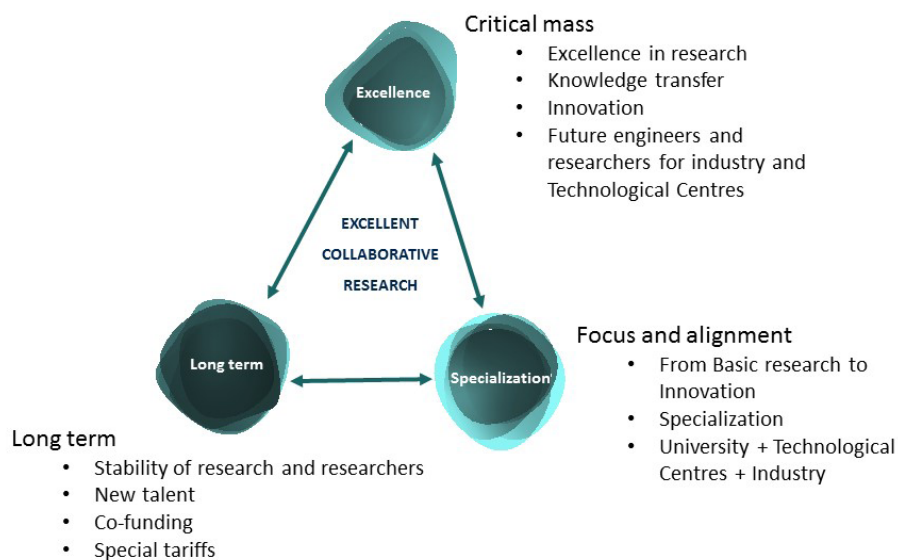 Critical mass
• Excellence in research
• Knowledge transfer
• Innovation
• Future engineers and
researchers for industry and
Technological Centres
Excellence
EXCELLENT
COLLABORATIVE
RESEARCH
Long term
Specialization
Focus and alignment
• From Basic research to
Innovation
• Specialization
• University + Technological
Centres + Industry
Long term
• Stability of research and researchers
• New talent
• Co-funding
• Special tariffs